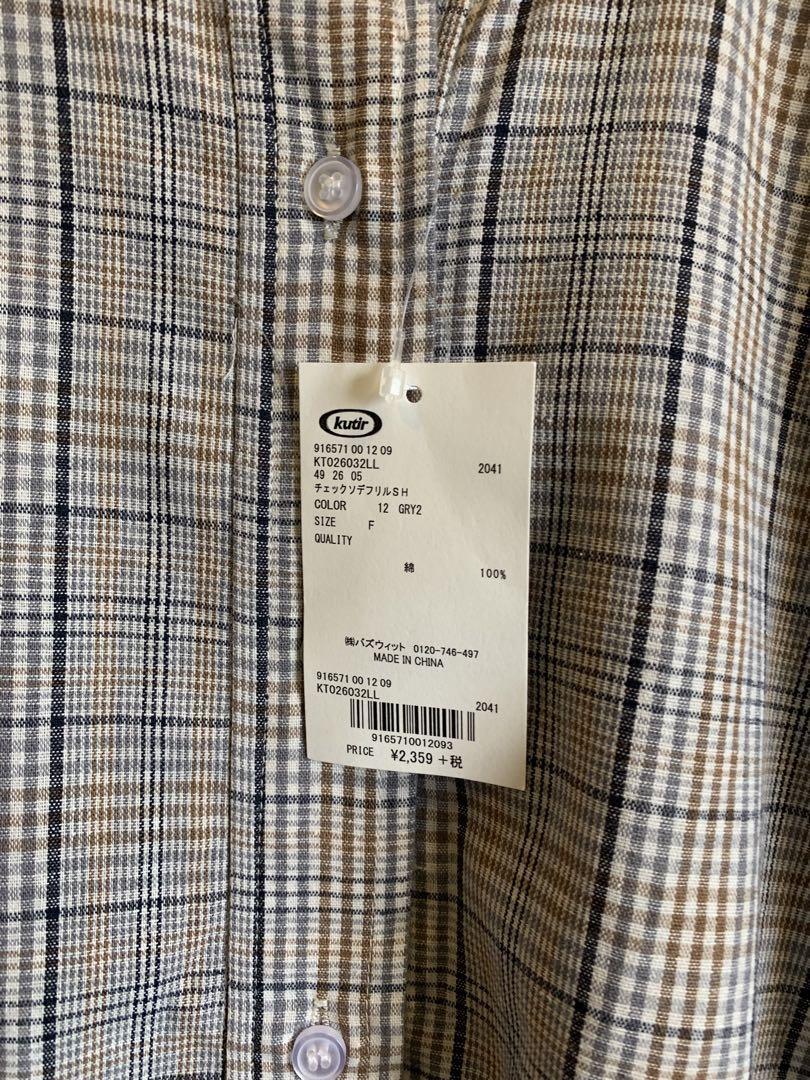 kutir
916571 00 12 09
KT026032LL 2041
49 26 05
チェックソデフリルSH
COLOR 12 GRY2
SIZE F
QUALITY
綿 100%
㈱バズウィット 0120-746-497
MADE IN CHINA
916571 00 12 09
KT026032LL 2041
9165710012093
PRICE ¥2,359 +税